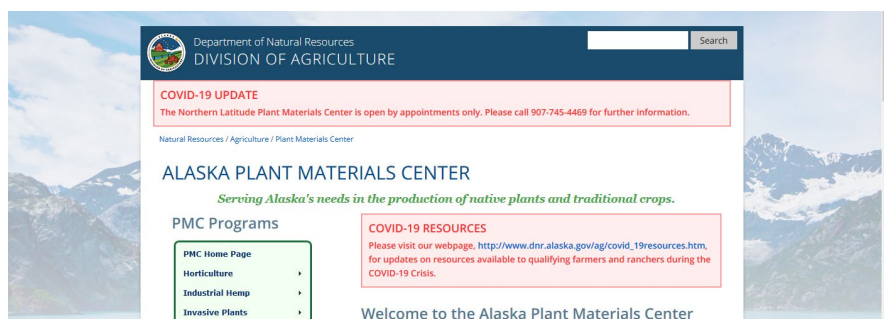 Department of Natural Resources
DIVISION OF AGRICULTURE
Search
COVID-19 UPDATE
The Northern Latitude Plant Materials Center is open by appointments only. Please call 907-745-4469 for further information.
Natural Resources / Agriculture / Plant Materials Center
ALASKA PLANT MATERIALS CENTER
Serving Alaska's needs in the production of native plants and traditional crops.
PMC Programs
PMC Home Page
Horticulture
Industrial Hemp
Invasive Plants
COVID-19 RESOURCES
Please visit our webpage, http://www.dnr.alaska.gov/ag/covid_19resources.htm,
for updates on resources available to qualifying farmers and ranchers during the
COVID-19 Crisis.
Welcome to the Alaska Plant Materials Center